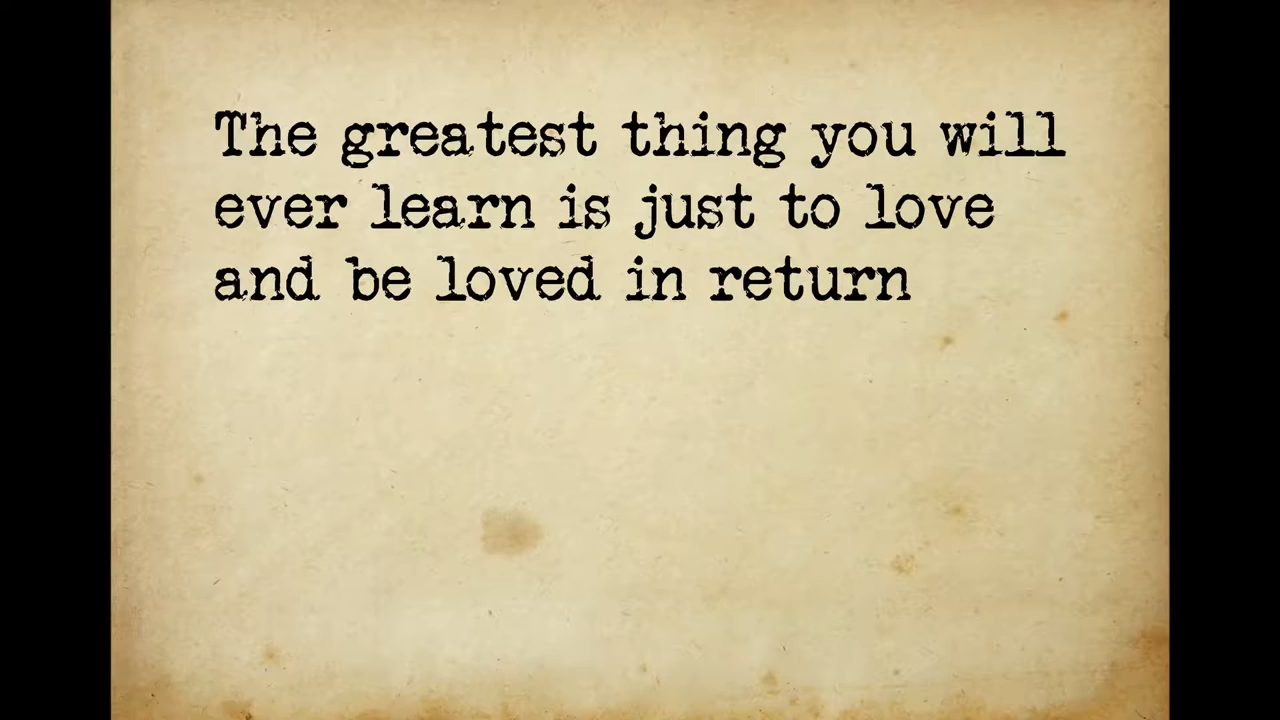 The greatest thing you will
ever learn is just to love
and be loved in return